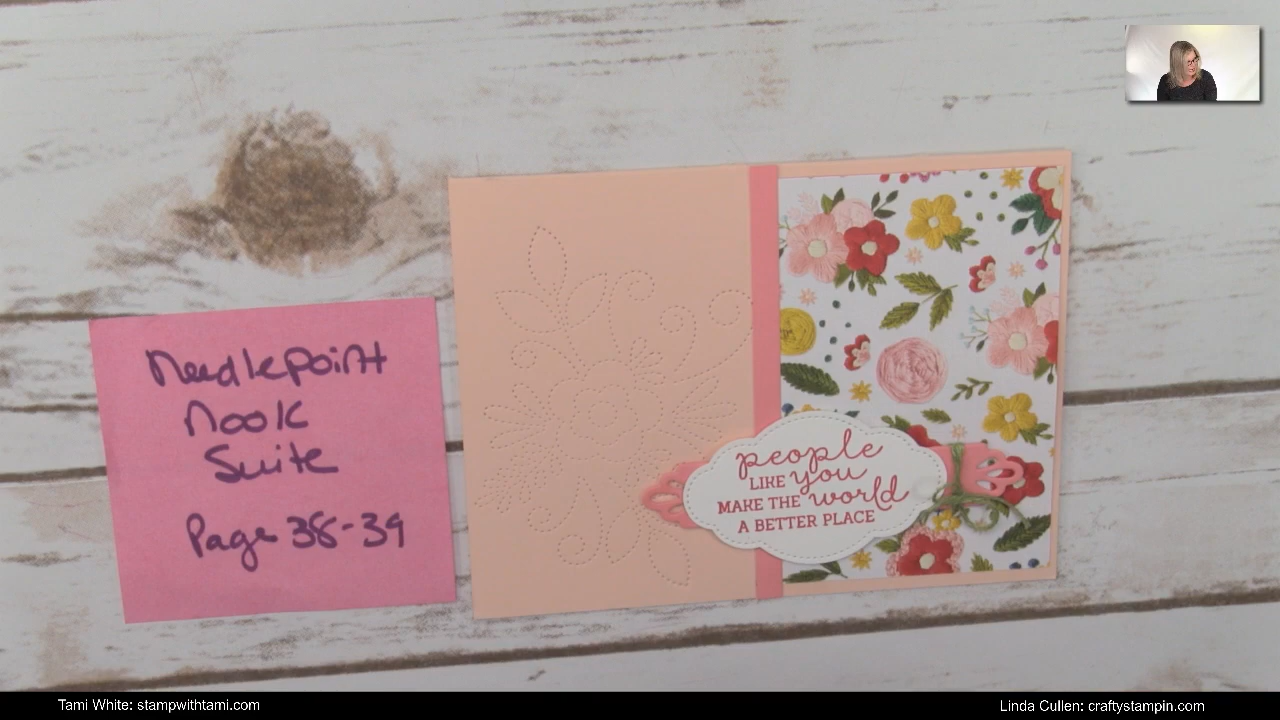 Needlepoint
Nook
Suite
Page 38-39
people
LIKE you
MAKE THE world
A BETTER PLACE
Tami White: stampwithtami.com
Linda Cullen: craftystampin.com